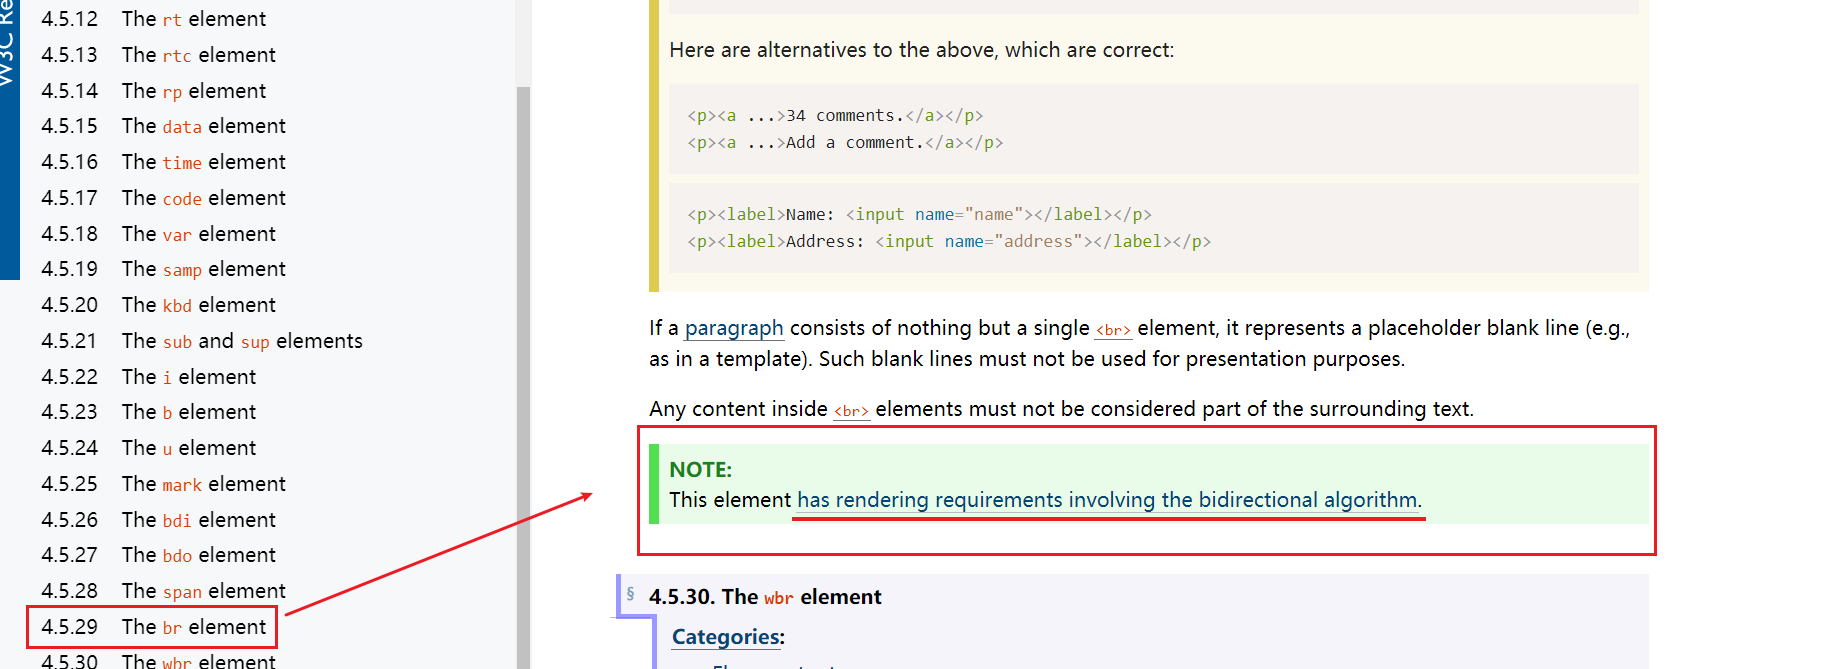 W3C Re
4.5.12 The rt element
4.5.13 The rtc element
4.5.14 The rp element
4.5.15 The data element
4.5.16 The time element
4.5.17 The code element
4.5.18 The var element
4.5.19 The samp element
4.5.20 The kbd element
4.5.21 The sub and sup elements
4.5.22 The i element
4.5.23 The b element
4.5.24 The u element
4.5.25 The mark element
4.5.26 The bdi element
4.5.27 The bdo element
4.5.28 The span element
4.5.29 The br element
4.5.30 The wbr element
Here are alternatives to the above, which are correct:
<p><a ...>34 comments.</a></p>
<p><a ...>Add a comment.</a></p>
<p><label>Name: <input name="name"></label></p>
<p><label>Address: <input name="address"></label></p>
If a paragraph consists of nothing but a single <br> element, it represents a placeholder blank line (e.g.,
as in a template). Such blank lines must not be used for presentation purposes.
Any content inside <br> elements must not be considered part of the surrounding text.
NOTE:
This element has rendering requirements involving the bidirectional algorithm.
§ 4.5.30. The wbr element
Categories: